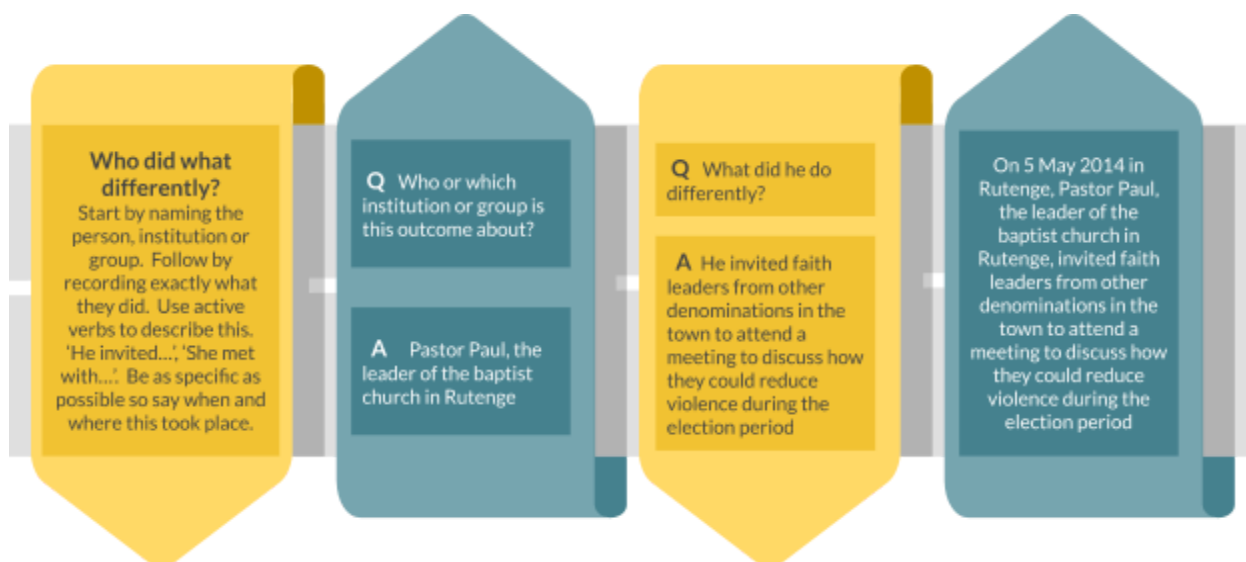 Who did what
differently?
Start by naming the
person, institution or
group. Follow by
recording exactly what
they did. Use active
verbs to describe this.
‘He invited...’, ‘She met
with...’. Be as specific as
possible so say when and
where this took place.
Q Who or which
institution or group is
this outcome about?
A Pastor Paul, the
leader of the baptist
church in Rutenge
Q What did he do
differently?
A He invited faith
leaders from other
denominations in the
town to attend a
meeting to discuss how
they could reduce
violence during the
election period
On 5 May 2014 in
Rutenge, Pastor Paul,
the leader of the
baptist church in
Rutenge, invited faith
leaders from other
denominations in the
town to attend a
meeting to discuss how
they could reduce
violence during the
election period